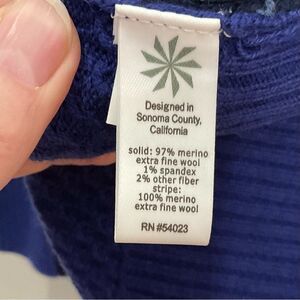 Designed in
Sonoma County,
California
solid: 97% merino
extra fine wool
1% spandex
2% other fiber
stripe:
100% merino
extra fine wool
RN #54023